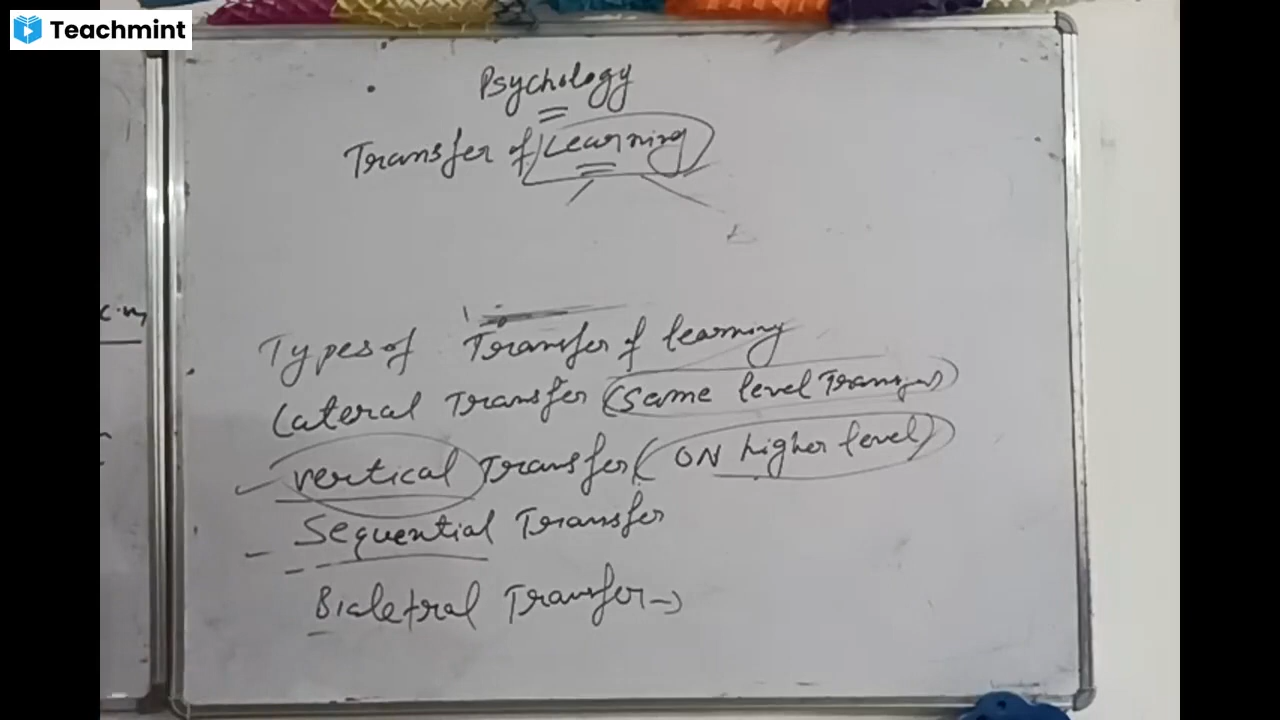 Teachmint
Psychology
Transfer of Learning
Types of Transfer of learning
Lateral Transfer (same level Transfer)
vertical Transfer (ON higher level)
Sequential Transfer
Bialetral Transfer →